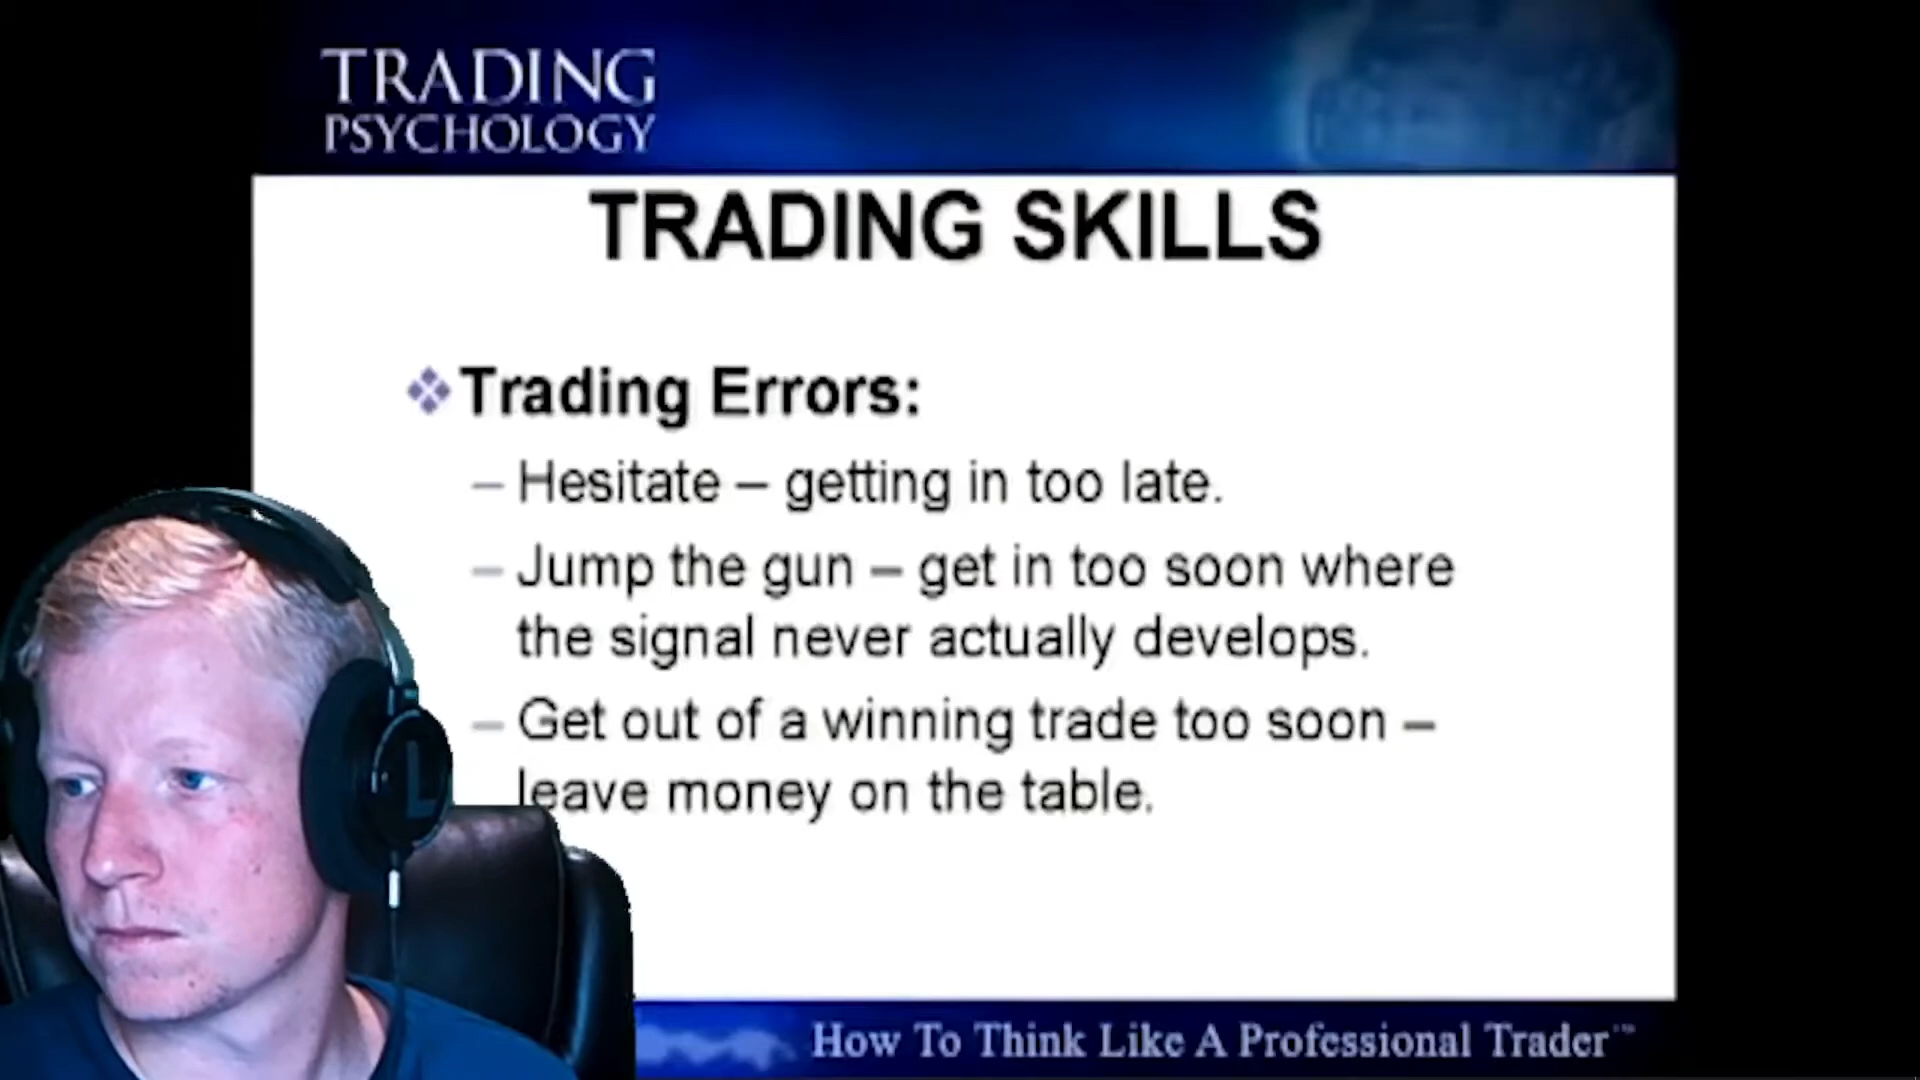 TRADING
PSYCHOLOGY
TRADING SKILLS
❖ Trading Errors:
– Hesitate – getting in too late.
– Jump the gun – get in too soon where
the signal never actually develops.
– Get out of a winning trade too soon –
leave money on the table.
L
How To Think Like A Professional Trader™